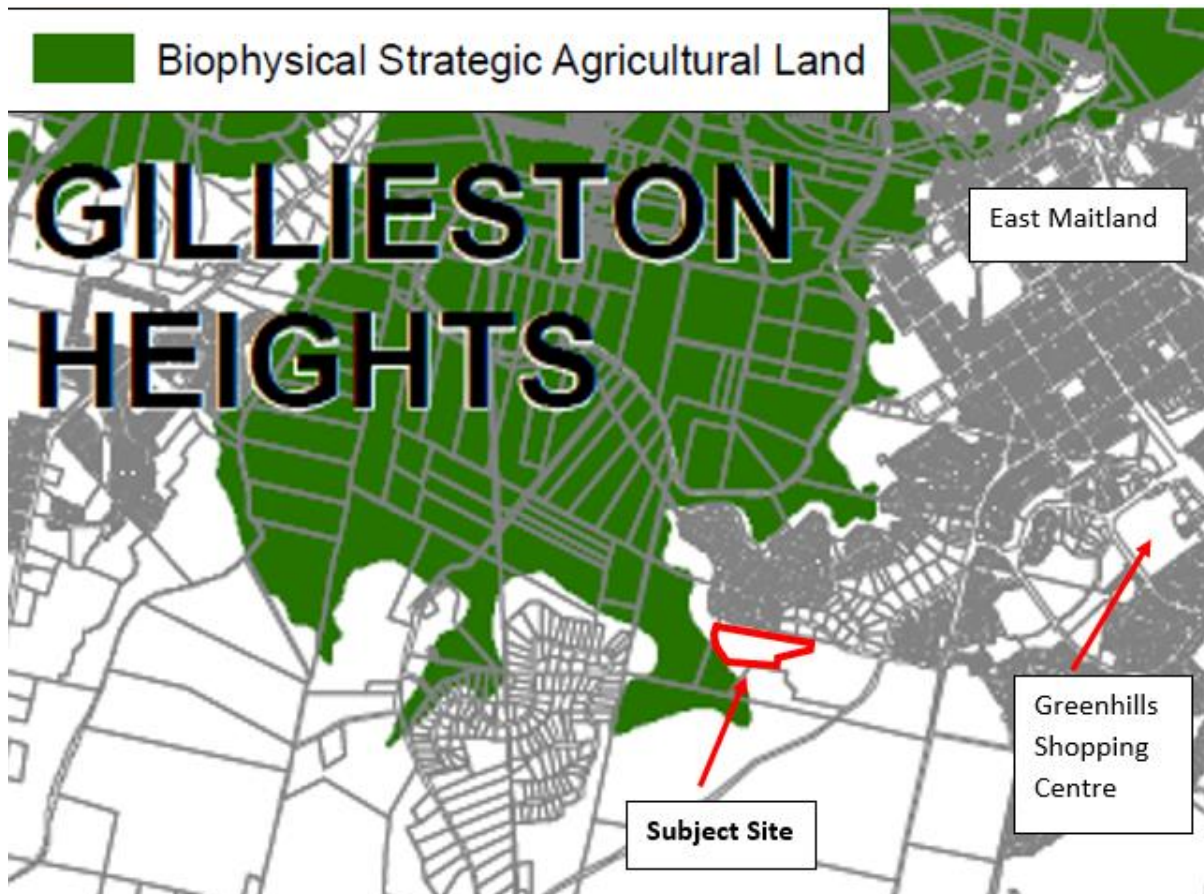 Biophysical Strategic Agricultural Land
GILLIESTON
HEIGHTS
East Maitland
Greenhills
Shopping
Centre
Subject Site